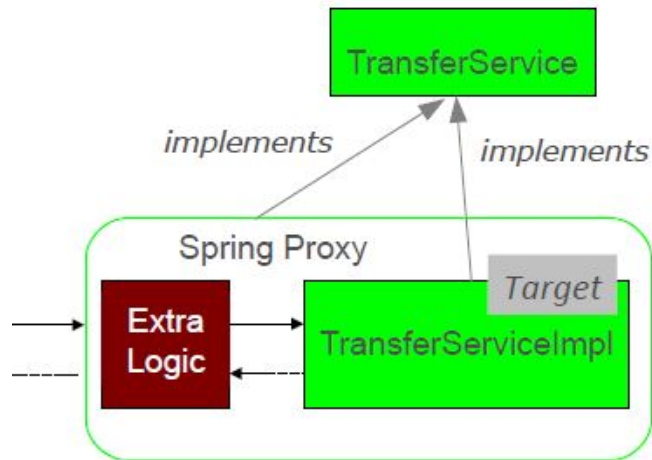 TransferService
implements
implements
Spring Proxy
Target
Extra
Logic
TransferServiceImpl